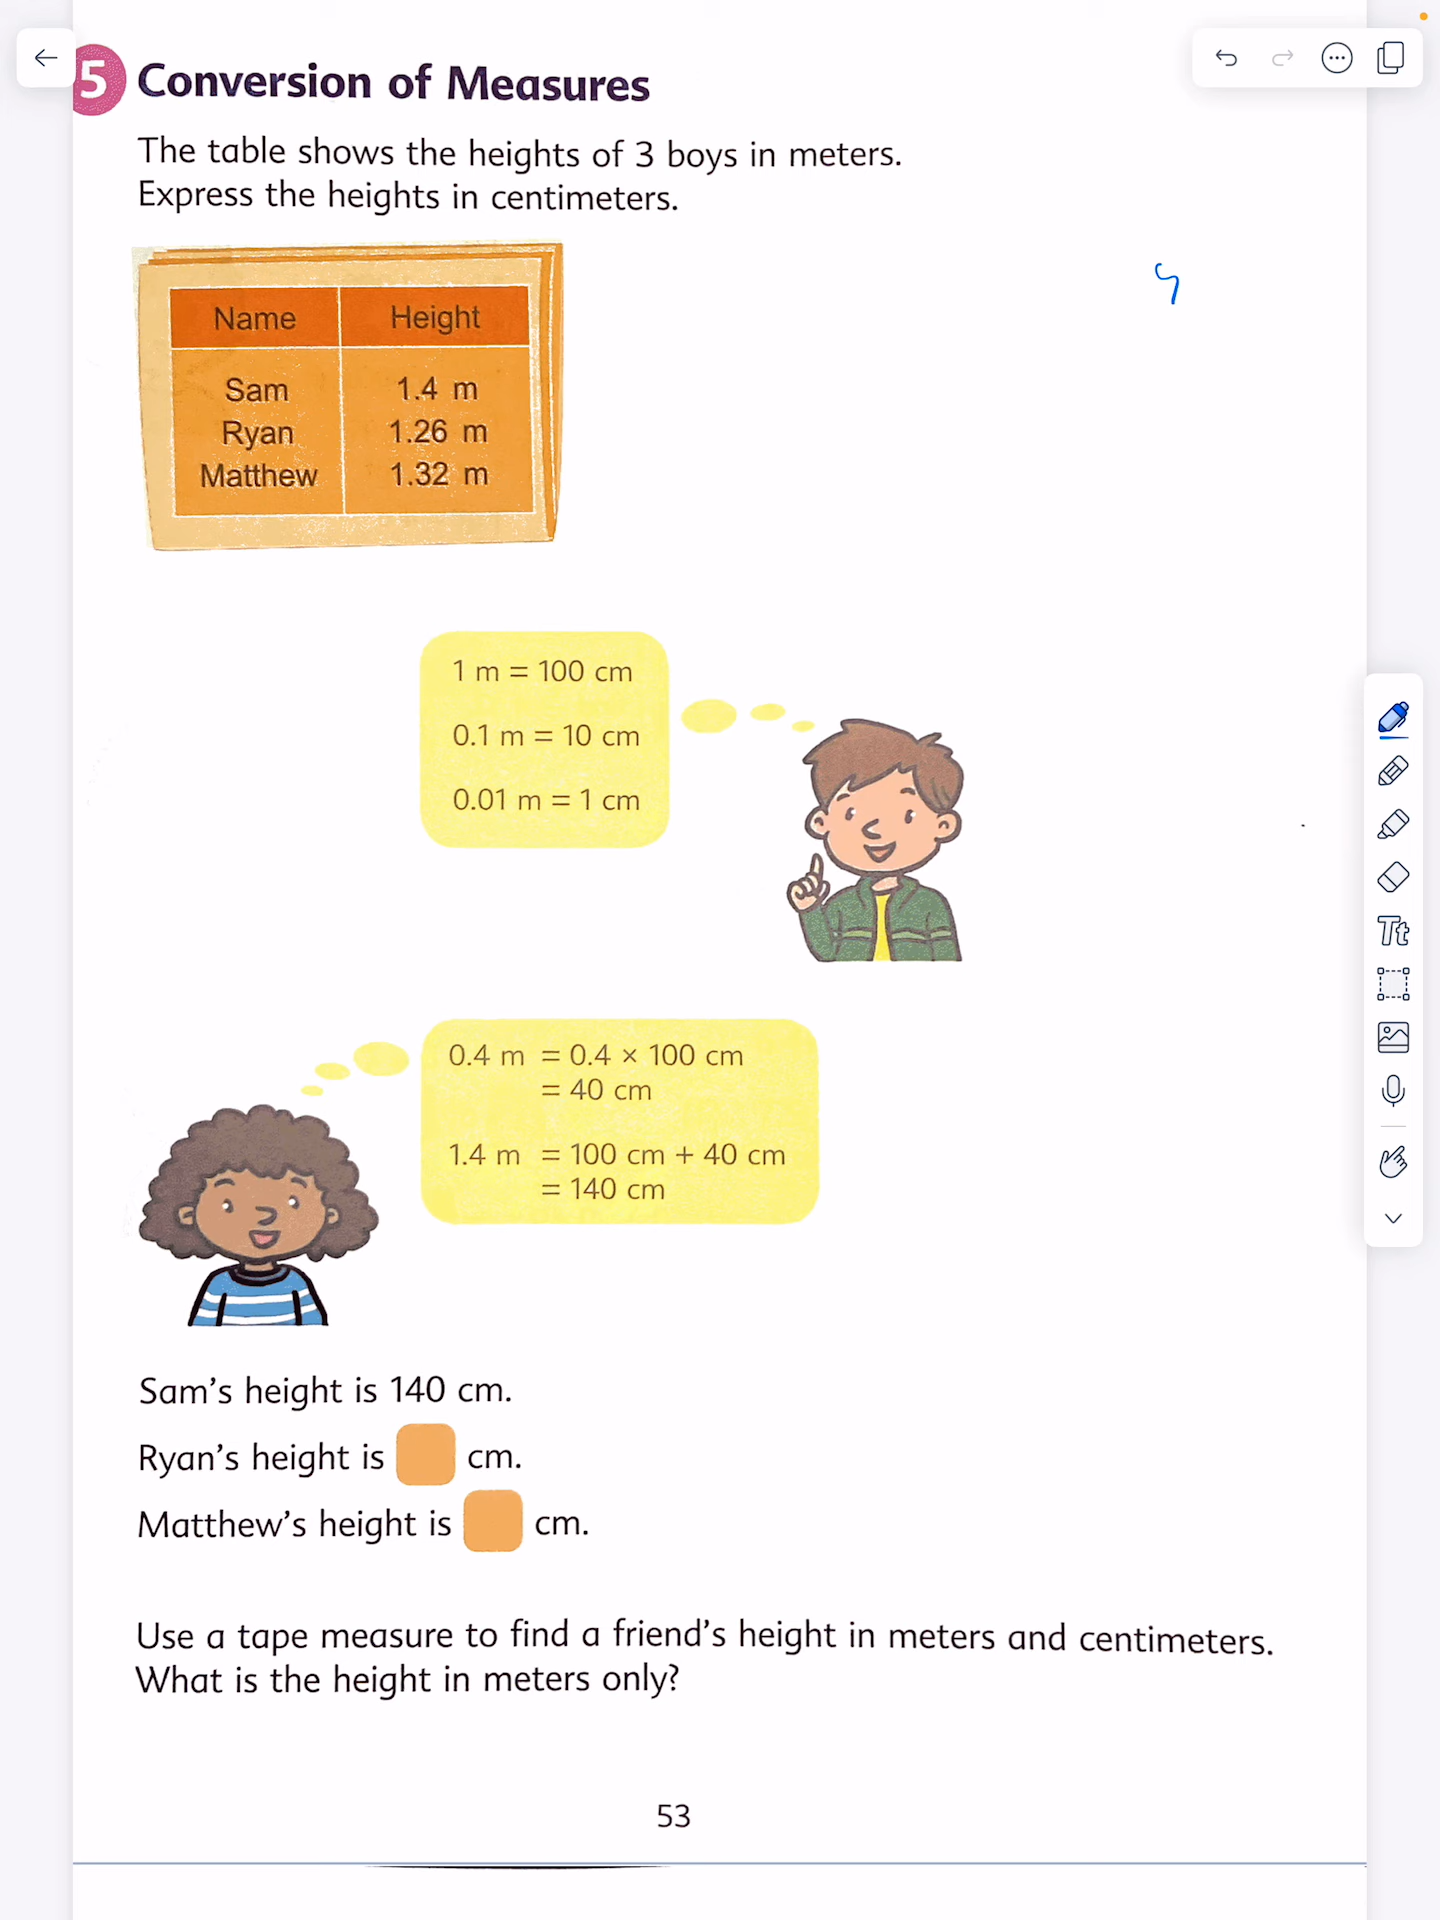 5 Conversion of Measures
The table shows the heights of 3 boys in meters.
Express the heights in centimeters.
Name Height
Sam 1.4 m
Ryan 1.26 m
Matthew 1.32 m
1 m = 100 cm
0.1 m = 10 cm
0.01 m = 1 cm
0.4 m = 0.4 × 100 cm
= 40 cm
1.4 m = 100 cm + 40 cm
= 140 cm
Sam's height is 140 cm.
Ryan's height is cm.
Matthew's height is cm.
Use a tape measure to find a friend's height in meters and centimeters.
What is the height in meters only?
53
Tt